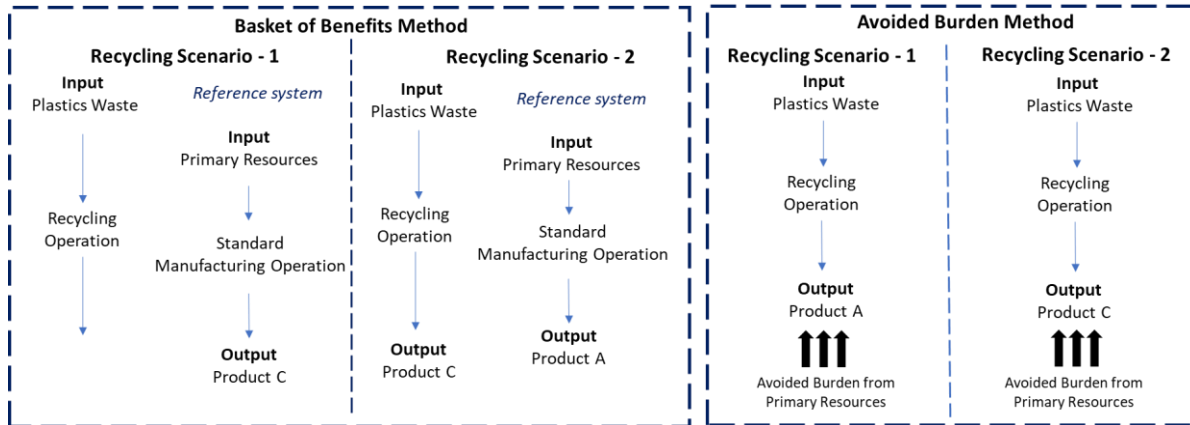 Basket of Benefits Method
Recycling Scenario - 1
Input
Plastics Waste
Recycling
Operation
Reference system
Input
Primary Resources
Standard
Manufacturing Operation
Output
Product C
Recycling Scenario - 2
Input
Plastics Waste
Recycling
Operation
Output
Product C
Reference system
Input
Primary Resources
Standard
Manufacturing Operation
Output
Product A
Avoided Burden Method
Recycling Scenario - 1
Input
Plastics Waste
Recycling
Operation
Output
Product A
Avoided Burden from
Primary Resources
Recycling Scenario - 2
Input
Plastics Waste
Recycling
Operation
Output
Product C
Avoided Burden from
Primary Resources